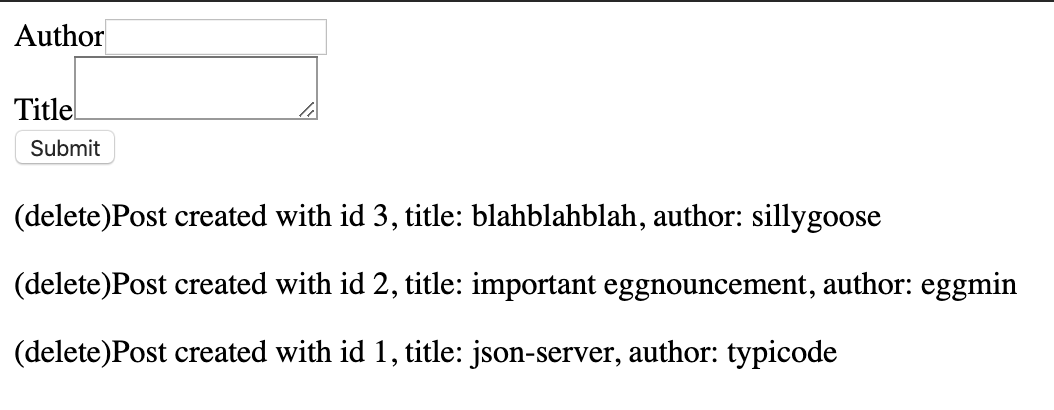 Author
Title
Submit
(delete)Post created with id 3, title: blahblahblah, author: sillygoose
(delete)Post created with id 2, title: important eggnouncement, author: eggmin
(delete)Post created with id 1, title: json-server, author: typicode